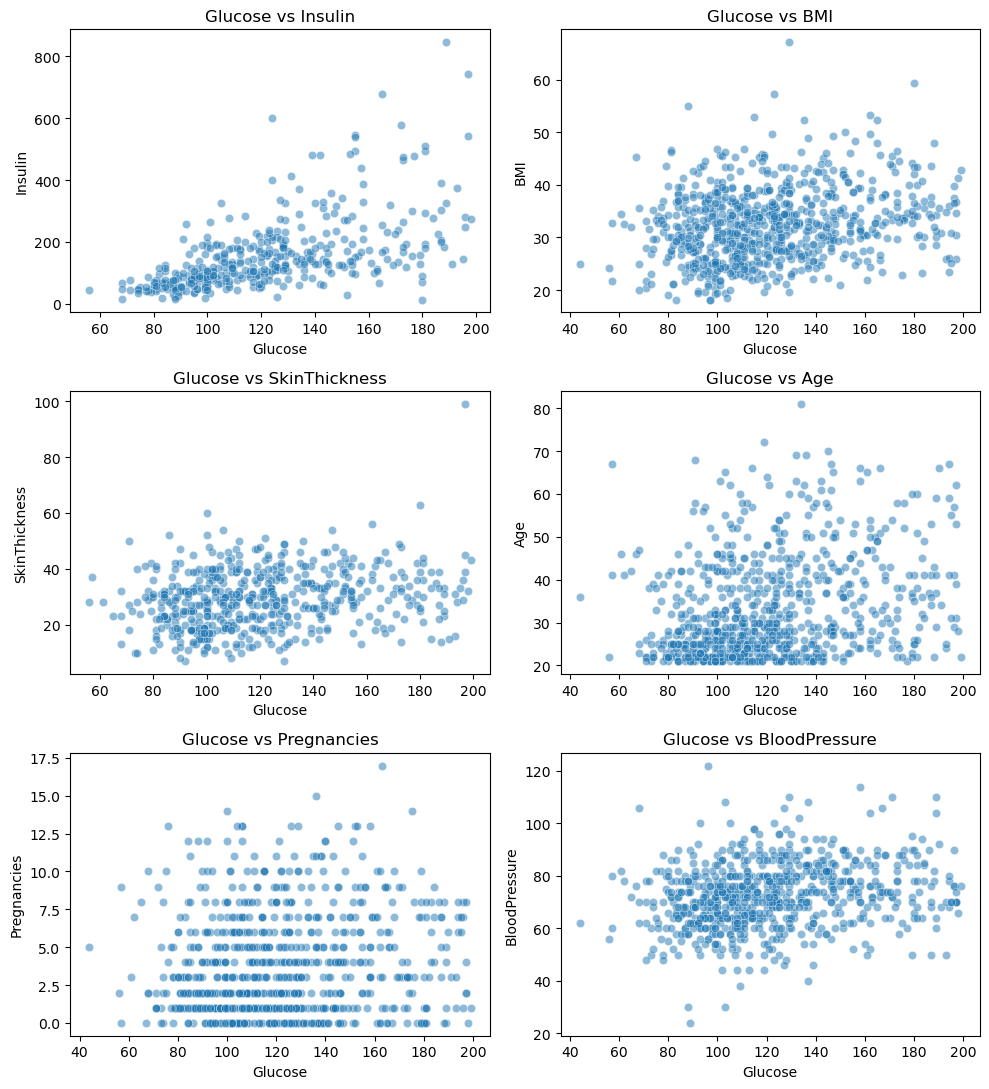 Glucose vs Insulin
800
600
400
200
0
Insulin
60 80 100 120 140 160 180 200
Glucose
Glucose vs BMI
60
50
40
30
20
BMI
40 60 80 100 120 140 160 180 200
Glucose
Glucose vs SkinThickness
100
80
60
40
20
SkinThickness
60 80 100 120 140 160 180 200
Glucose
Glucose vs Age
80
70
60
50
40
30
20
Age
40 60 80 100 120 140 160 180 200
Glucose
Glucose vs Pregnancies
17.5
15.0
12.5
10.0
7.5
5.0
2.5
0.0
Pregnancies
40 60 80 100 120 140 160 180 200
Glucose
Glucose vs BloodPressure
120
100
80
60
40
20
BloodPressure
40 60 80 100 120 140 160 180 200
Glucose